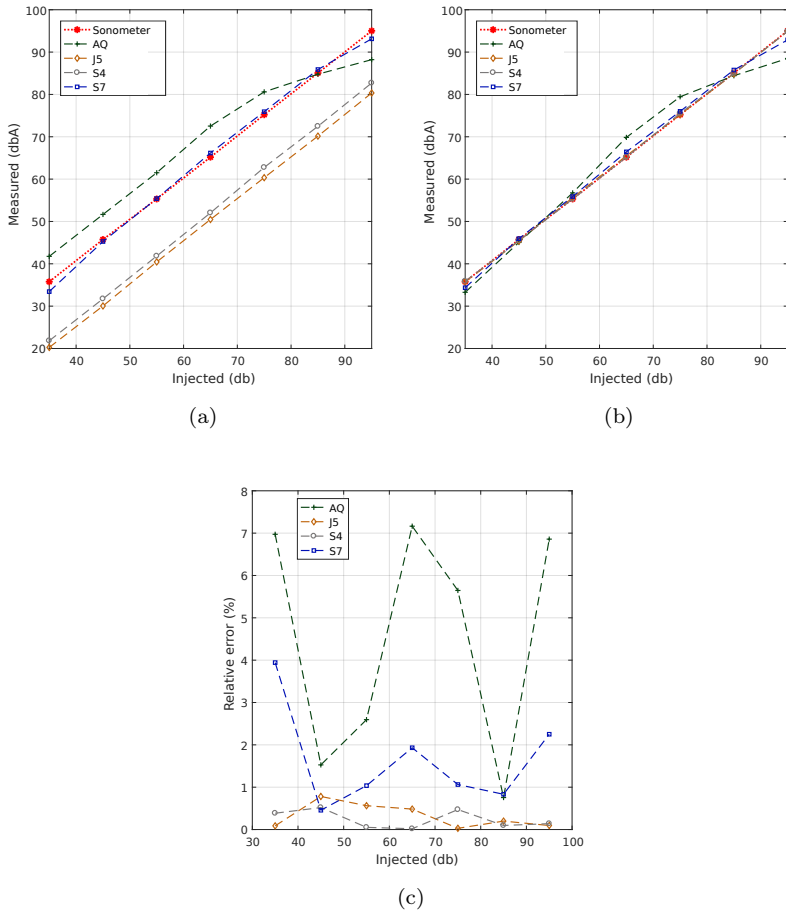 100
90
80
70
60
50
40
30
20
Measured (dbA)
40 50 60 70 80 90
Injected (db)
Sonometer
AQ
J5
S4
S7
(a)
100
90
80
70
60
50
40
30
20
Measured (dbA)
40 50 60 70 80 90
Injected (db)
Sonometer
AQ
J5
S4
S7
(b)
8
7
6
5
4
3
2
1
0
Relative error (%)
30 40 50 60 70 80 90 100
Injected (db)
AQ
J5
S4
S7
(c)